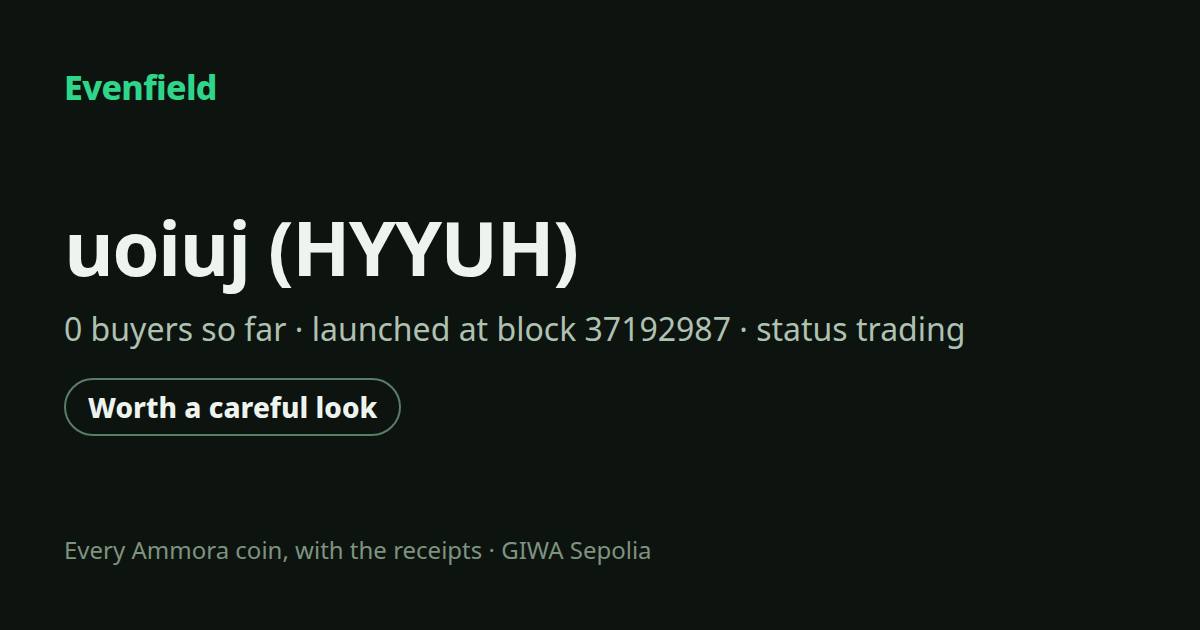 Evenfield
uoiuj (HYYUH)
0 buyers so far · launched at block 37192987 · status trading
Worth a careful look
Every Ammora coin, with the receipts · GIWA Sepolia